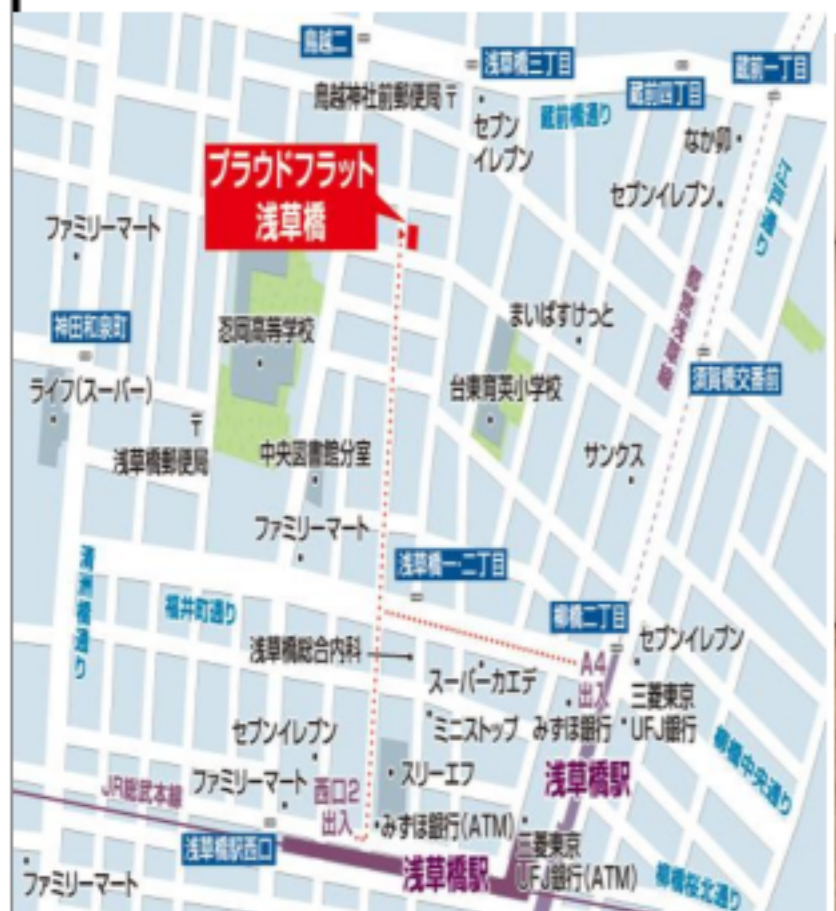 鳥越二
浅草橋三丁目
蔵前四丁目
蔵前一丁目
鳥越神社前郵便局〒
セブン
イレブン
蔵前橋通り
なか卯
セブンイレブン
江戸通り
プラウドフラット
浅草橋
ファミリーマート
都営浅草線
神田和泉町
忍岡高等学校
まいばすけっと
須賀橋交番前
ライフ(スーパー)
台東育英小学校
〒
浅草橋郵便局
中央図書館分室
サンクス
ファミリーマート
浅草橋一・二丁目
清洲橋通り
福井町通り
柳橋二丁目
セブンイレブン
浅草橋総合内科
A4
出入
スーパーカエデ
三菱東京
UFJ銀行
ミニストップ
みずほ銀行
セブンイレブン
柳橋中央通り
スリーエフ
浅草橋駅
JR総武本線
ファミリーマート
西口2
出入
みずほ銀行(ATM)
浅草橋駅西口
三菱東京
UFJ銀行(ATM)
浅草橋駅
柳橋桜北通り
ファミリーマート